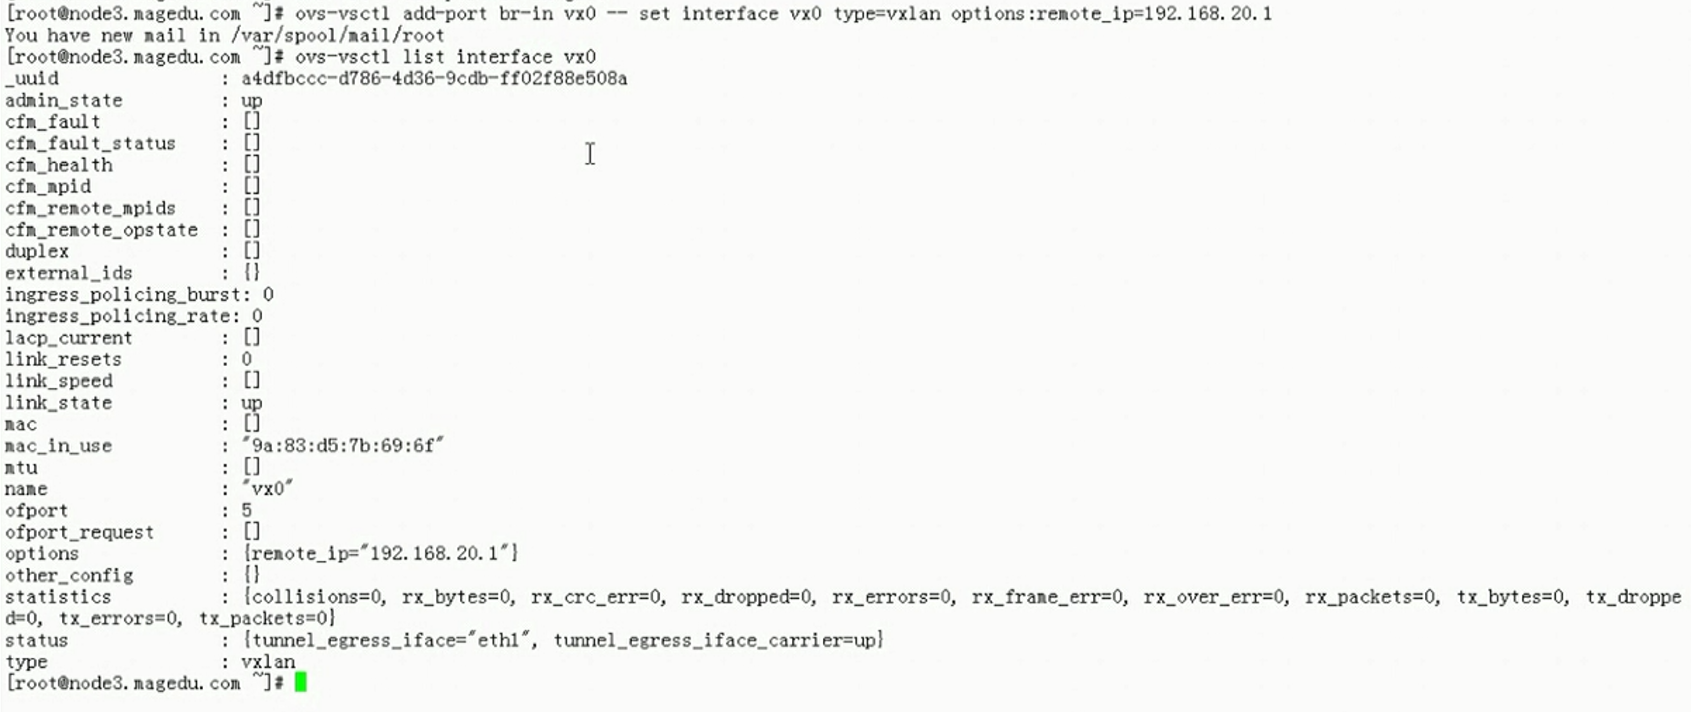 [root@node3.magedu.com ~]# ovs-vsctl add-port br-in vx0 -- set interface vx0 type=vxlan options:remote_ip=192.168.20.1
You have new mail in /var/spool/mail/root
[root@node3.magedu.com ~]# ovs-vsctl list interface vx0
_uuid               : a4dfbccc-d786-4d36-9cdb-ff02f88e508a
admin_state         : up
cfm_fault           : []
cfm_fault_status    : []
cfm_health          : []
cfm_mpid            : []
cfm_remote_mpids    : []
cfm_remote_opstate  : []
duplex              : []
external_ids        : {}
ingress_policing_burst: 0
ingress_policing_rate: 0
lacp_current        : []
link_resets         : 0
link_speed          : []
link_state          : up
mac                 : []
mac_in_use          : "9a:83:d5:7b:69:6f"
mtu                 : []
name                : "vx0"
ofport              : 5
ofport_request      : []
options             : {remote_ip="192.168.20.1"}
other_config        : {}
statistics          : {collisions=0, rx_bytes=0, rx_crc_err=0, rx_dropped=0, rx_errors=0, rx_frame_err=0, rx_over_err=0, rx_packets=0, tx_bytes=0, tx_droppe
d=0, tx_errors=0, tx_packets=0}
status              : {tunnel_egress_iface="eth1", tunnel_egress_iface_carrier=up}
type                : vxlan
[root@node3.magedu.com ~]#